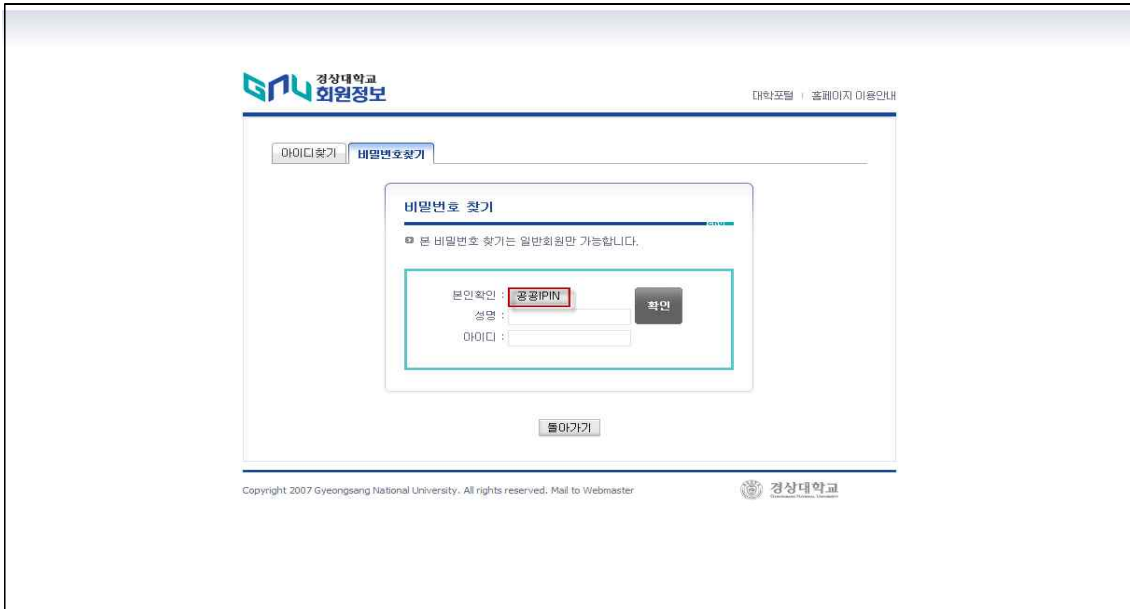 GNU 경상대학교
회원정보
대학포털 | 홈페이지 이용안내
아이디찾기 비밀번호찾기
비밀번호 찾기
GNU
본 비밀번호 찾기는 일반회원만 가능합니다.
본인확인 : 공공IPIN
확인
성명 :
아이디 :
돌아가기
Copyright 2007 Gyeongsang National University. All rights reserved. Mail to Webmaster
경상대학교